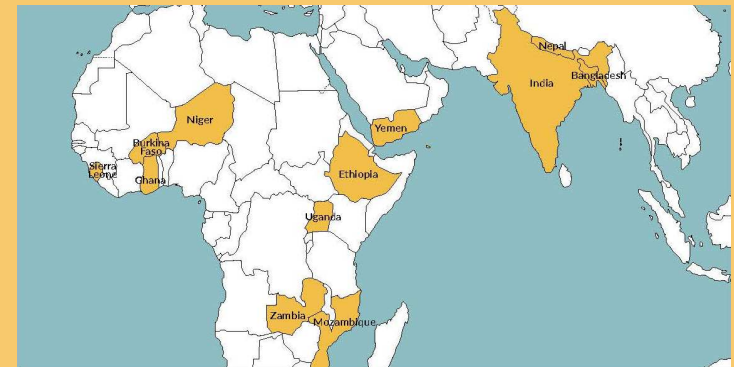 Nepal
Bangladesh
India
Niger
Yemen
Burkina
Faso
Sierra
Leone
Ghana
Ethiopia
Uganda
Zambia
Mozambique